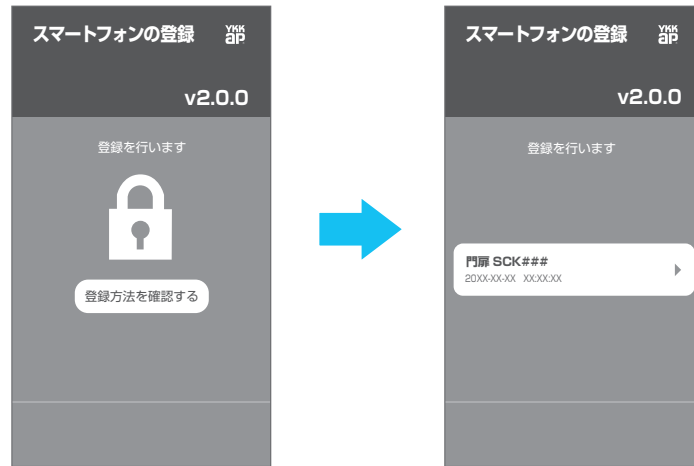 スマートフォンの登録
YKK
ap
v2.0.0
登録を行います
登録方法を確認する
スマートフォンの登録
YKK
ap
v2.0.0
登録を行います
門扉 SCK###
20XX-XX-XX XX:XX:XX